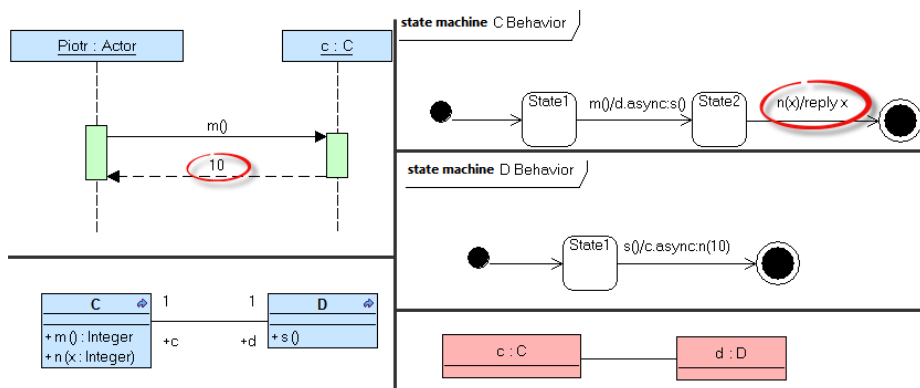 Piotr : Actor
c : C
m()
10
C
+ m () : Integer
+ n (x : Integer)
1
1
+c
+d
D
+ s ()
state machine C Behavior
State1
m()/d.async:s()
State2
n(x)/reply x
state machine D Behavior
State1
s()/c.async:n(10)
c : C
d : D